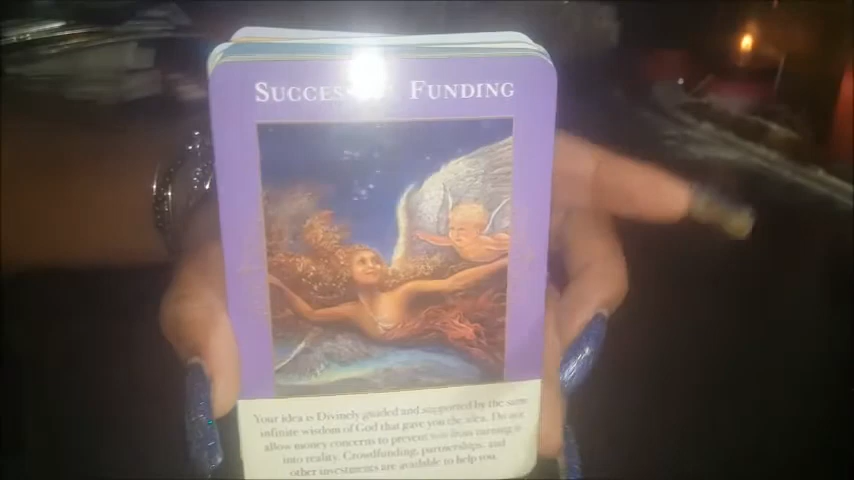 SUCCESSFUL FUNDING
Your idea is Divinely guided and supported by the same
infinite wisdom of God that gave you the idea. Do not
allow money concerns to prevent you from turning it
into reality. Crowdfunding, partnerships, and
other investments are available to help you.